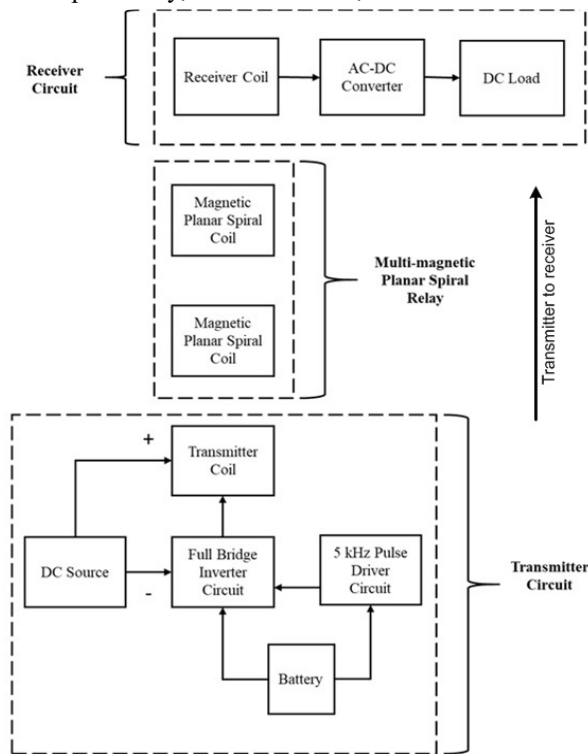 Receiver
Circuit
Receiver Coil
AC-DC
Converter
DC Load
Magnetic
Planar Spiral
Coil
Magnetic
Planar Spiral
Coil
Multi-magnetic
Planar Spiral
Relay
Transmitter to receiver
+
Transmitter
Coil
DC Source
-
Full Bridge
Inverter
Circuit
5 kHz Pulse
Driver
Circuit
Battery
Transmitter
Circuit